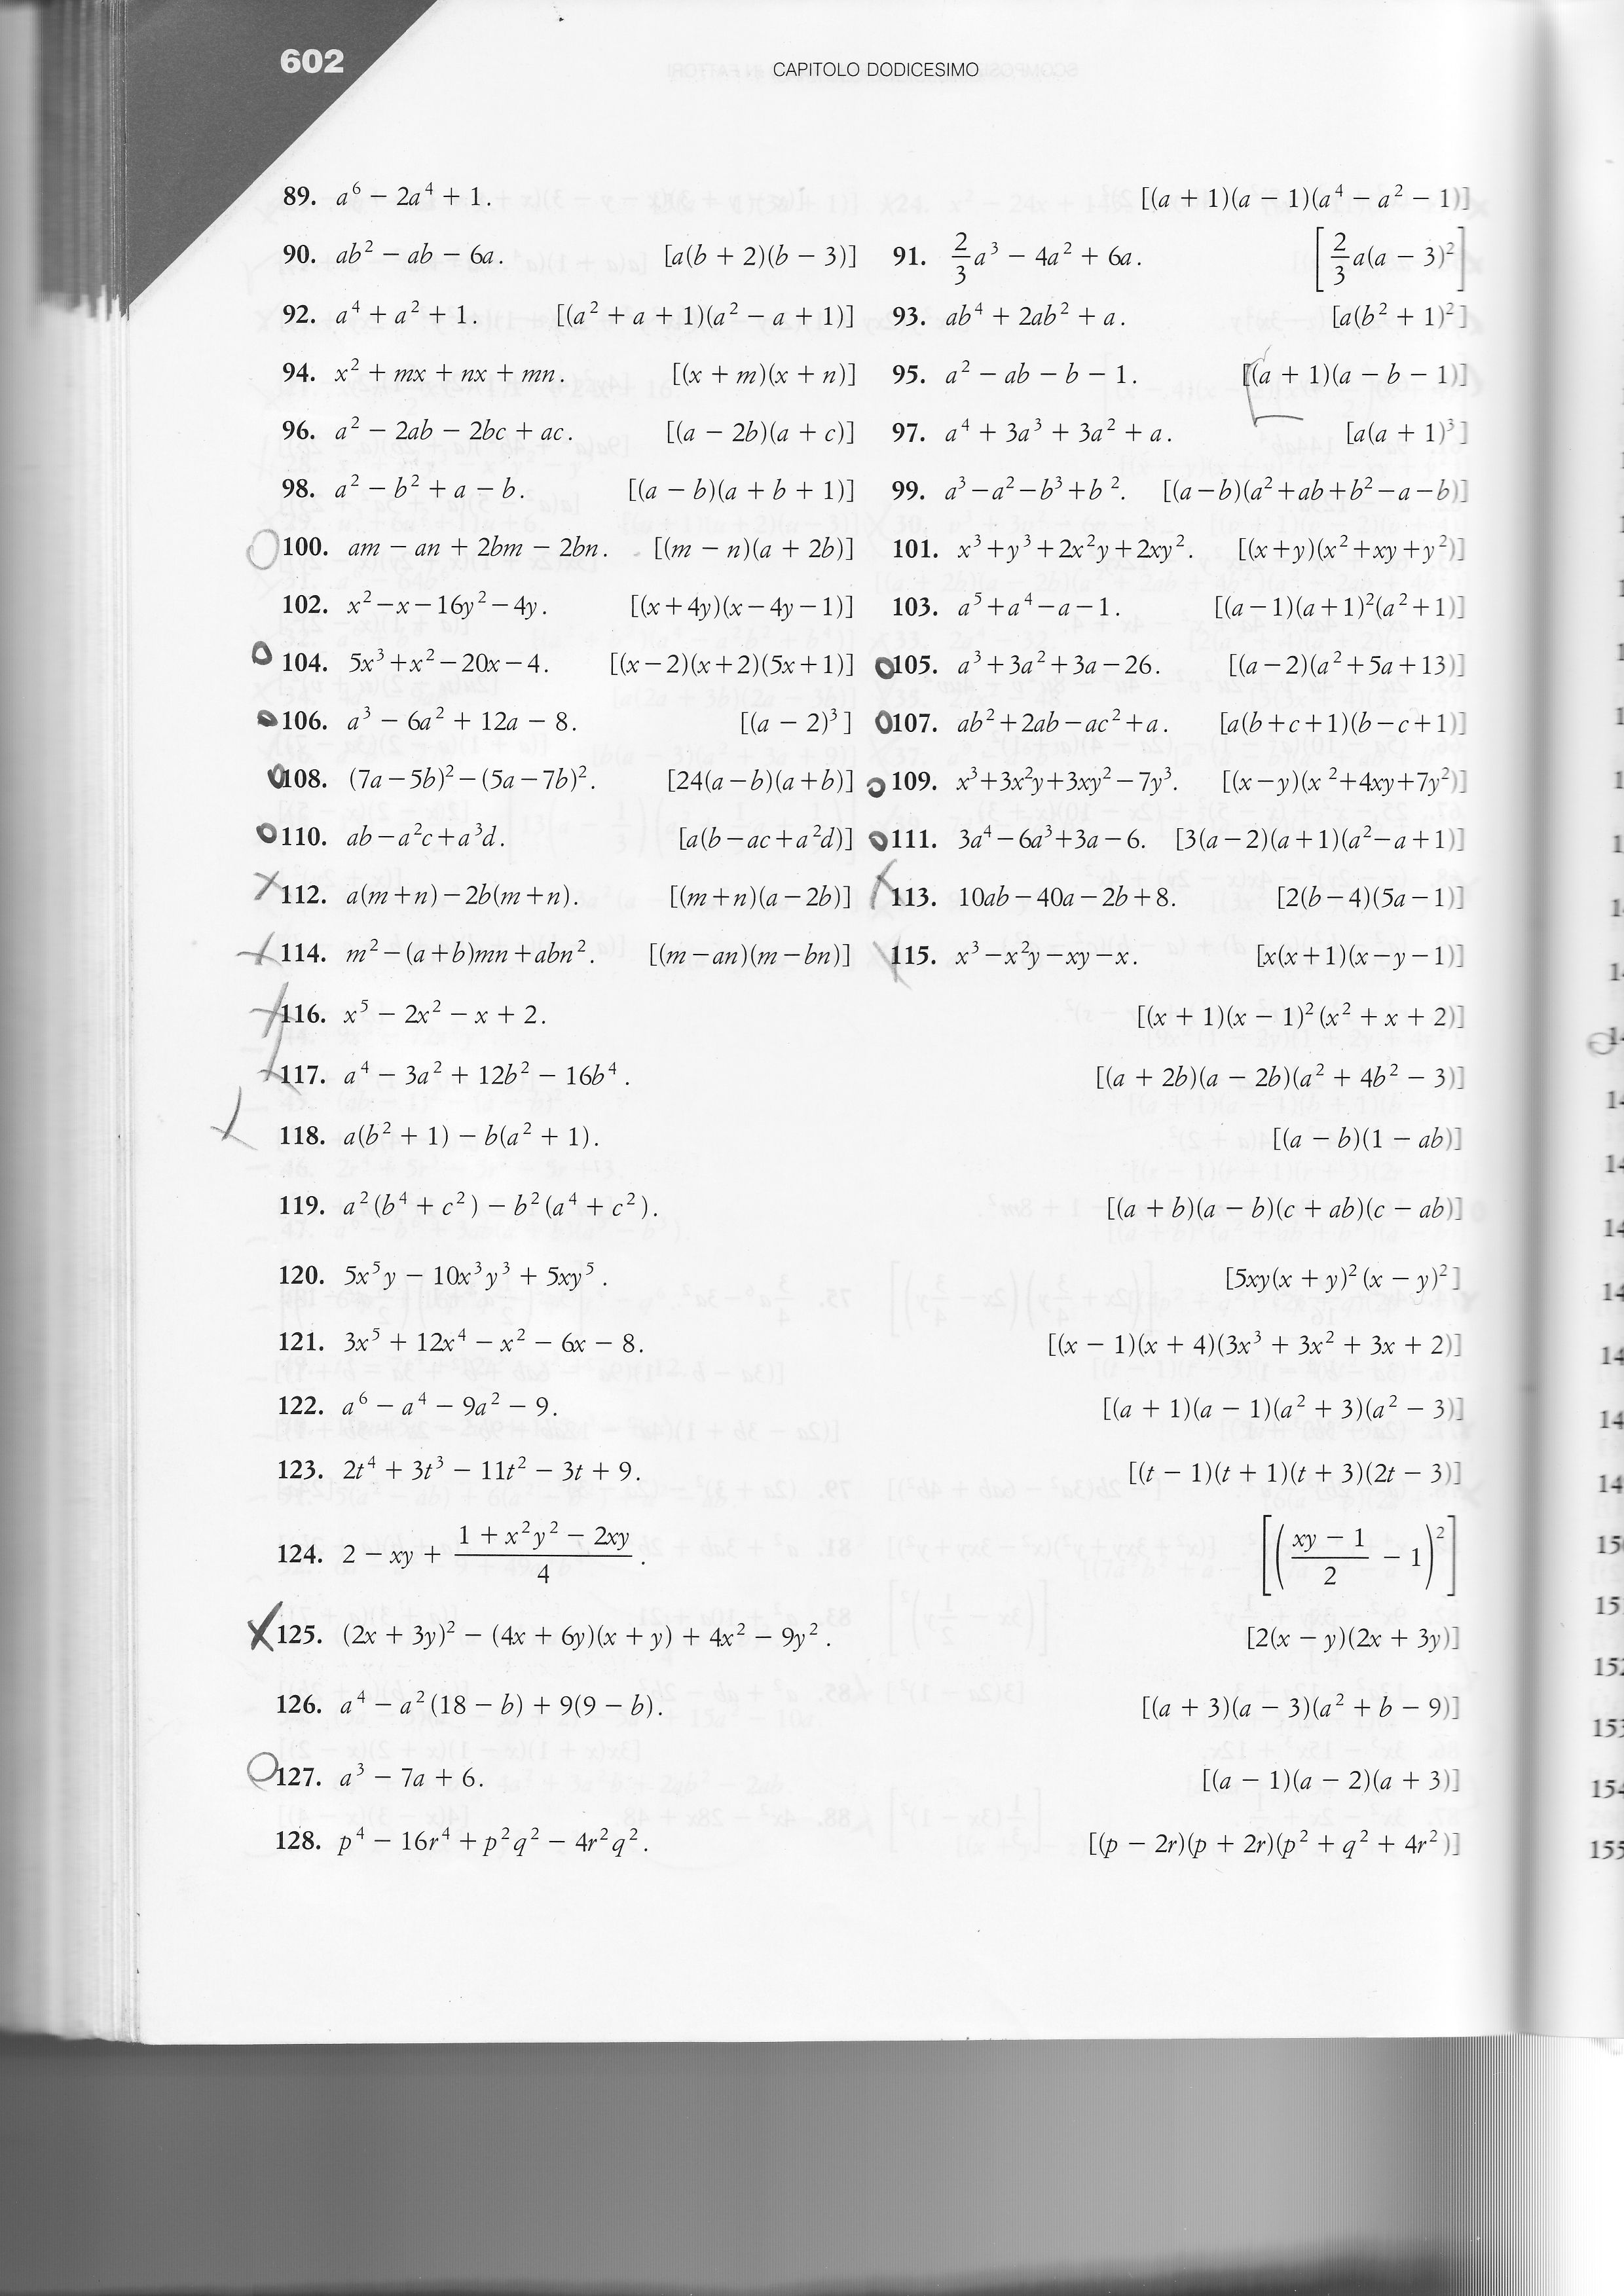 602
CAPITOLO DODICESIMO
89. a⁶ − 2a⁴ + 1. [(a + 1)(a − 1)(a⁴ − a² − 1)]
90. ab² − ab − 6a. [a(b + 2)(b − 3)] 91. 2/3 a³ − 4a² + 6a. [2/3 a(a − 3)²]
92. a⁴ + a² + 1. [(a² + a + 1)(a² − a + 1)] 93. ab⁴ + 2ab² + a. [a(b² + 1)²]
94. x² + mx + nx + mn. [(x + m)(x + n)] 95. a² − ab − b − 1. [(a + 1)(a − b − 1)]
96. a² − 2ab − 2bc + ac. [(a − 2b)(a + c)] 97. a⁴ + 3a³ + 3a² + a. [a(a + 1)³]
98. a² − b² + a − b. [(a − b)(a + b + 1)] 99. a³−a²−b³+b². [(a−b)(a²+ab+b²−a−b)]
100. am − an + 2bm − 2bn. [(m − n)(a + 2b)] 101. x³+y³+2x²y+2xy². [(x+y)(x²+xy+y²)]
102. x²−x−16y²−4y. [(x+4y)(x−4y−1)] 103. a⁵+a⁴−a−1. [(a−1)(a+1)²(a²+1)]
104. 5x³+x²−20x−4. [(x−2)(x+2)(5x+1)] 105. a³+3a²+3a−26. [(a−2)(a²+5a+13)]
106. a³ − 6a² + 12a − 8. [(a − 2)³] 107. ab²+2ab−ac²+a. [a(b+c+1)(b−c+1)]
108. (7a−5b)²−(5a−7b)². [24(a−b)(a+b)] 109. x³+3x²y+3xy²−7y³. [(x−y)(x²+4xy+7y²)]
110. ab−a²c+a³d. [a(b−ac+a²d)] 111. 3a⁴−6a³+3a−6. [3(a−2)(a+1)(a²−a+1)]
112. a(m+n)−2b(m+n). [(m+n)(a−2b)] 113. 10ab−40a−2b+8. [2(b−4)(5a−1)]
114. m²−(a+b)mn+abn². [(m−an)(m−bn)] 115. x³−x²y−xy−x. [x(x+1)(x−y−1)]
116. x⁵ − 2x² − x + 2. [(x + 1)(x − 1)²(x² + x + 2)]
117. a⁴ − 3a² + 12b² − 16b⁴. [(a + 2b)(a − 2b)(a² + 4b² − 3)]
118. a(b² + 1) − b(a² + 1). [(a − b)(1 − ab)]
119. a²(b⁴ + c²) − b²(a⁴ + c²). [(a + b)(a − b)(c + ab)(c − ab)]
120. 5x⁵y − 10x³y³ + 5xy⁵. [5xy(x + y)²(x − y)²]
121. 3x⁵ + 12x⁴ − x² − 6x − 8. [(x − 1)(x + 4)(3x³ + 3x² + 3x + 2)]
122. a⁶ − a⁴ − 9a² − 9. [(a + 1)(a − 1)(a² + 3)(a² − 3)]
123. 2t⁴ + 3t³ − 11t² − 3t + 9. [(t − 1)(t + 1)(t + 3)(2t − 3)]
124. 2 − xy + (1 + x²y² − 2xy)/4. [((xy − 1)/2 − 1)²]
125. (2x + 3y)² − (4x + 6y)(x + y) + 4x² − 9y². [2(x − y)(2x + 3y)]
126. a⁴ − a²(18 − b) + 9(9 − b). [(a + 3)(a − 3)(a² + b − 9)]
127. a³ − 7a + 6. [(a − 1)(a − 2)(a + 3)]
128. p⁴ − 16r⁴ + p²q² − 4r²q². [(p − 2r)(p + 2r)(p² + q² + 4r²)]